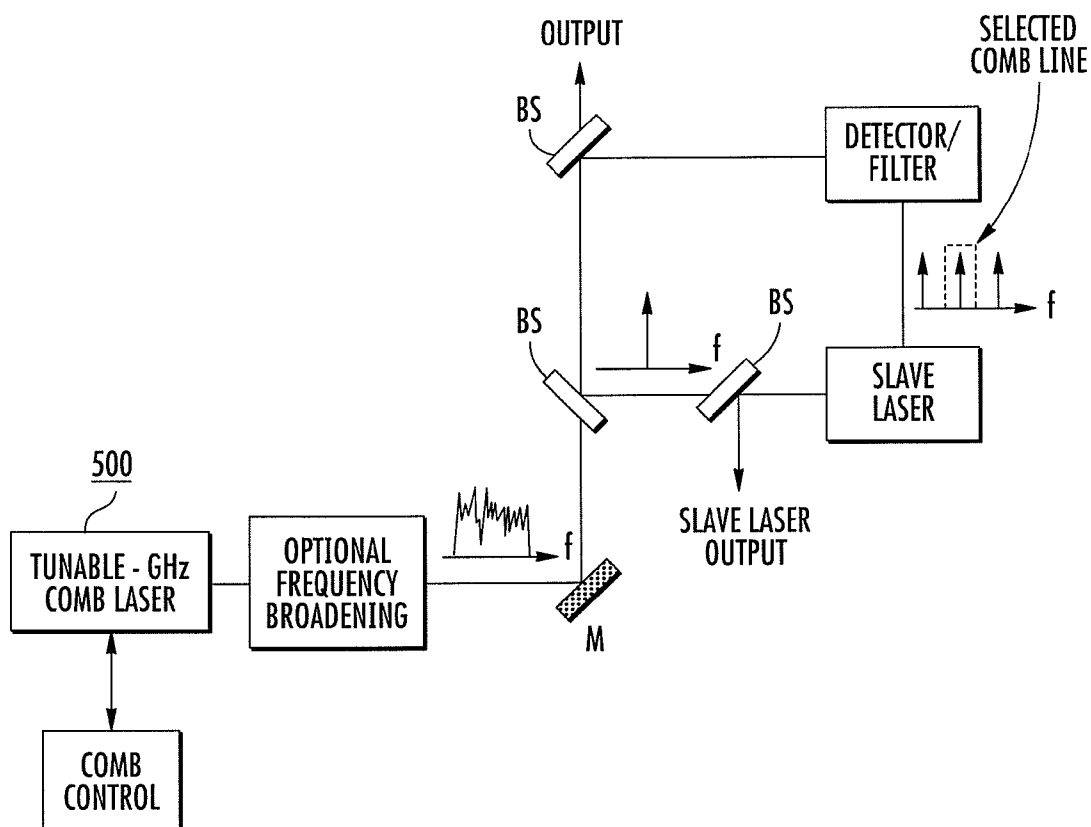 OUTPUT
SELECTED
COMB LINE
BS
DETECTOR/
FILTER
f
BS
f
BS
SLAVE
LASER
500
SLAVE LASER
OUTPUT
TUNABLE - GHz
COMB LASER
OPTIONAL
FREQUENCY
BROADENING
f
M
COMB
CONTROL